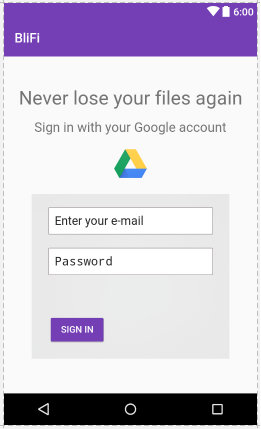 6:00
BliFi
Never lose your files again
Sign in with your Google account
Enter your e-mail
Password
SIGN IN